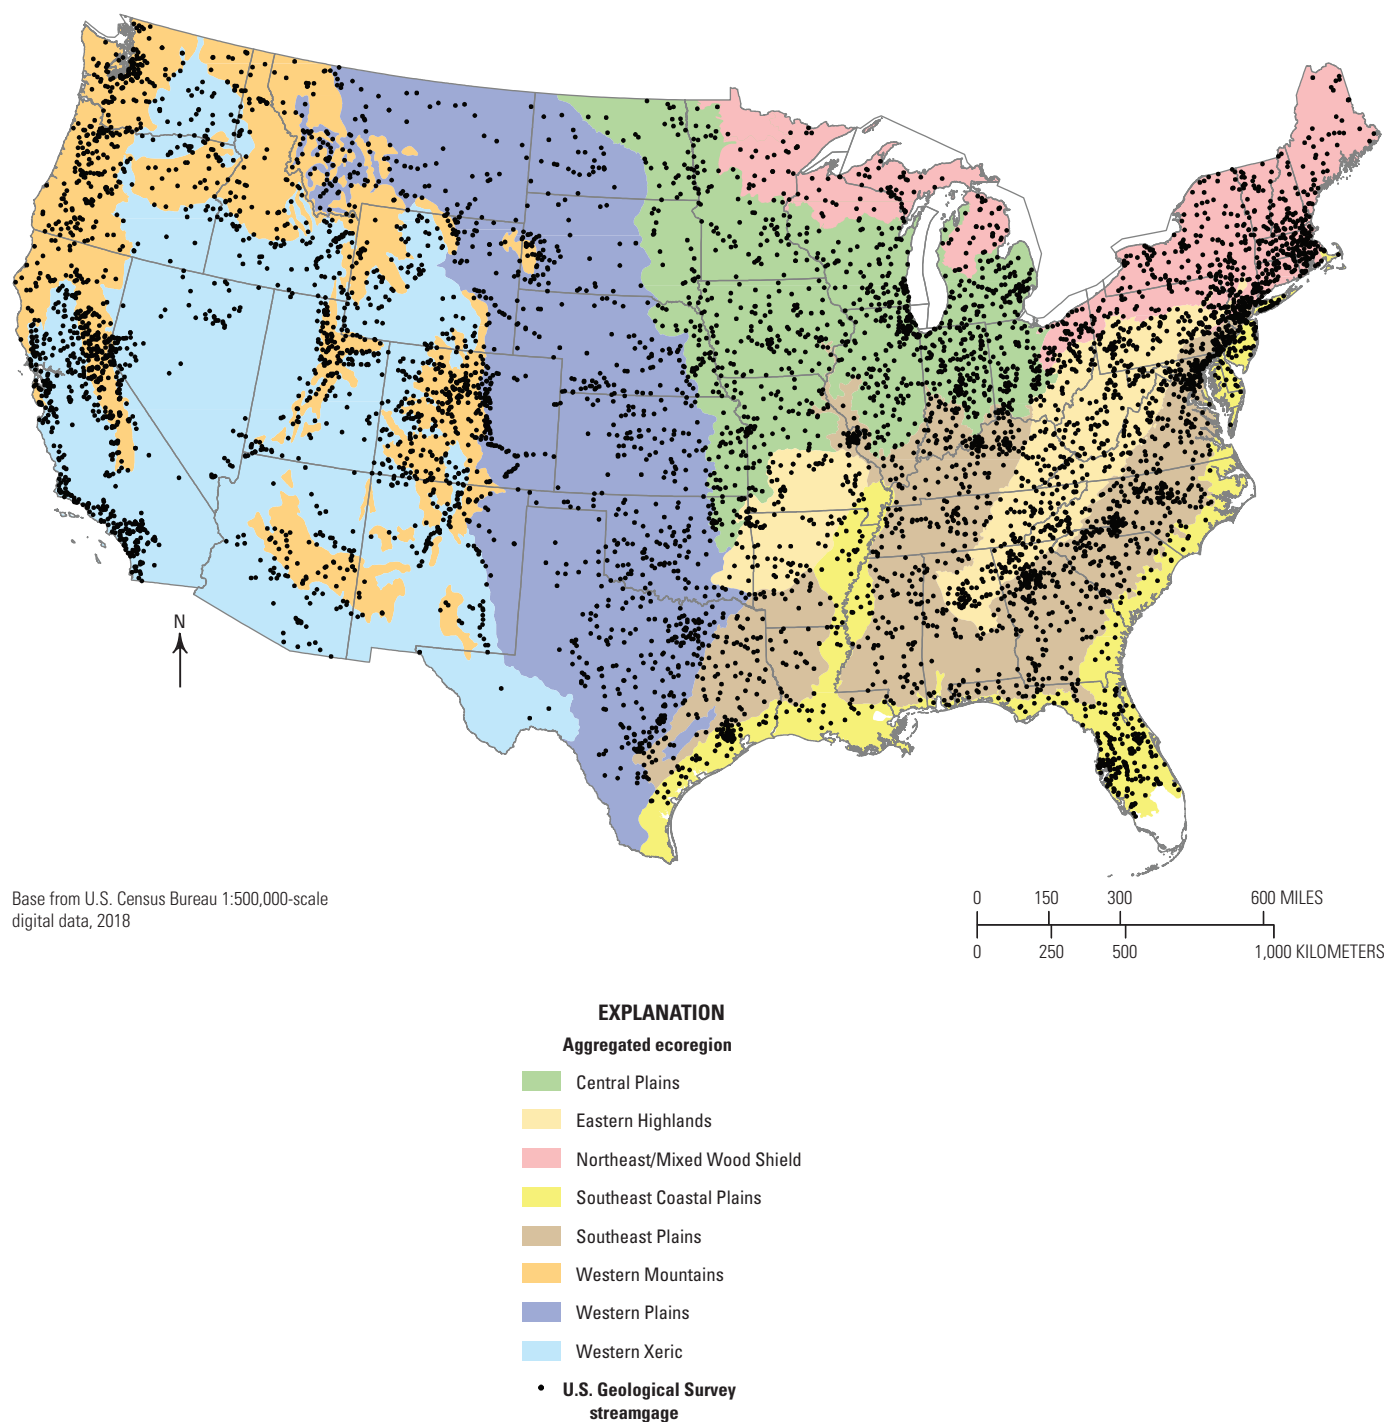 N
Base from U.S. Census Bureau 1:500,000-scale
digital data, 2018
0 150 300 600 MILES
0 250 500 1,000 KILOMETERS
EXPLANATION
Aggregated ecoregion
Central Plains
Eastern Highlands
Northeast/Mixed Wood Shield
Southeast Coastal Plains
Southeast Plains
Western Mountains
Western Plains
Western Xeric
U.S. Geological Survey
streamgage